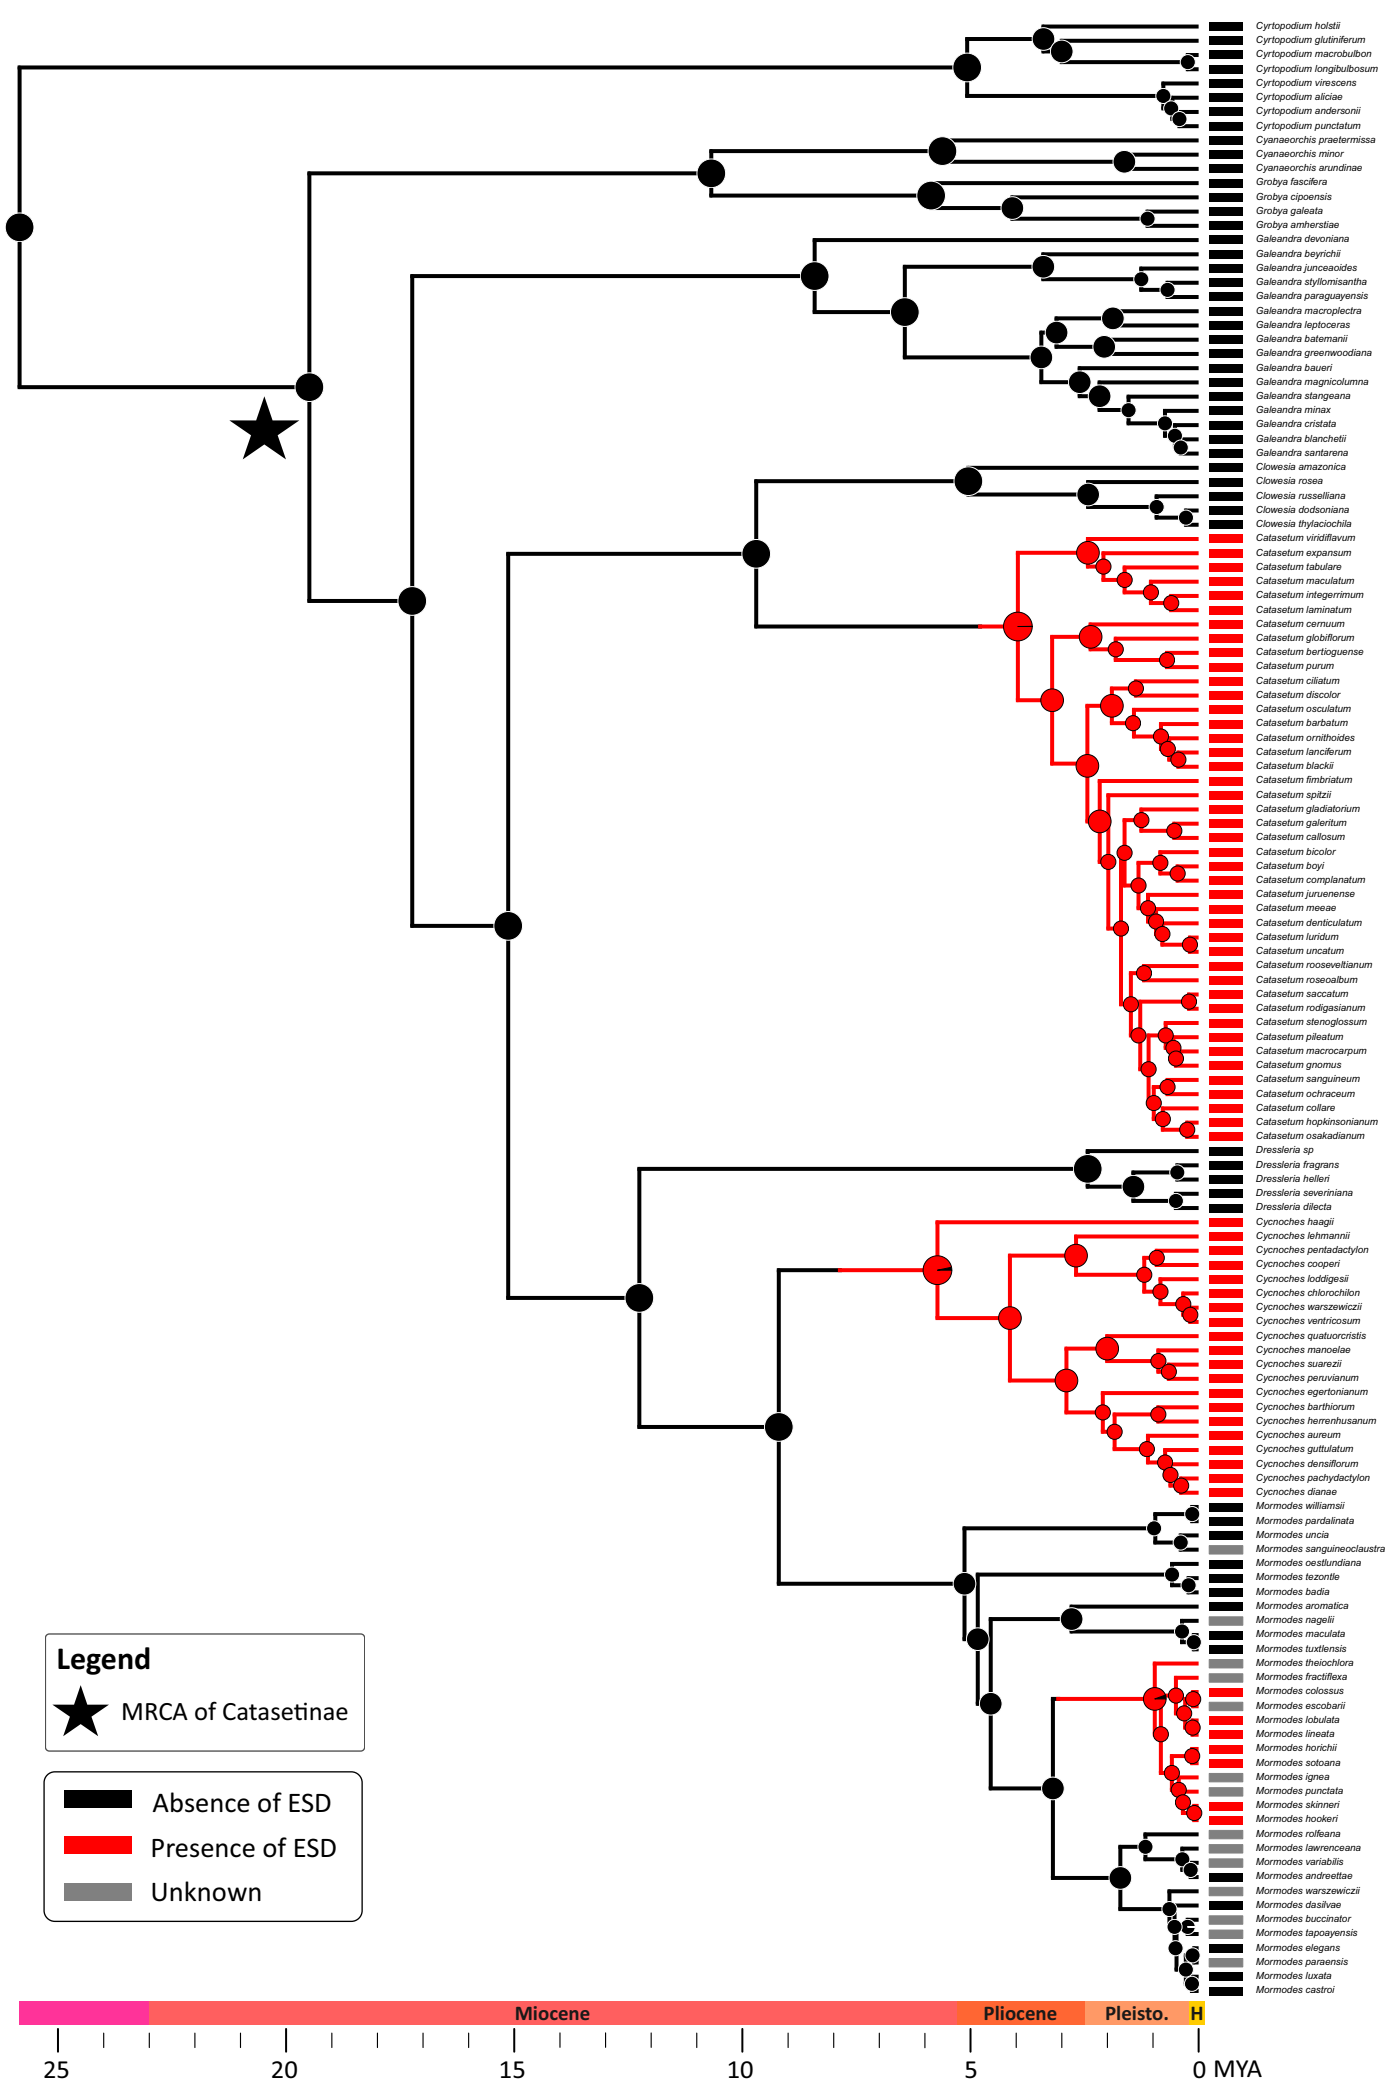 Cyrtopodium holstii
Cyrtopodium glutiniferum
Cyrtopodium macrobulbon
Cyrtopodium longibulbosum
Cyrtopodium virescens
Cyrtopodium aliciae
Cyrtopodium andersonii
Cyrtopodium punctatum
Cyanaeorchis praetermissa
Cyanaeorchis minor
Cyanaeorchis arundinae
Grobya fascifera
Grobya cipoensis
Grobya galeata
Grobya amherstiae
Galeandra devoniana
Galeandra beyrichii
Galeandra junceaoides
Galeandra styllomisantha
Galeandra paraguayensis
Galeandra macroplectra
Galeandra leptoceras
Galeandra batemanii
Galeandra greenwoodiana
Galeandra baueri
Galeandra magnicolumna
Galeandra stangeana
Galeandra minax
Galeandra cristata
Galeandra blanchetii
Galeandra santarena
Clowesia amazonica
Clowesia rosea
Clowesia russelliana
Clowesia dodsoniana
Clowesia thylaciochila
Catasetum viridiflavum
Catasetum expansum
Catasetum tabulare
Catasetum maculatum
Catasetum integerrimum
Catasetum laminatum
Catasetum cernuum
Catasetum globiflorum
Catasetum bertioguense
Catasetum purum
Catasetum ciliatum
Catasetum discolor
Catasetum osculatum
Catasetum barbatum
Catasetum ornithoides
Catasetum lanciferum
Catasetum blackii
Catasetum fimbriatum
Catasetum spitzii
Catasetum gladiatorium
Catasetum galeritum
Catasetum callosum
Catasetum bicolor
Catasetum boyi
Catasetum complanatum
Catasetum juruenense
Catasetum meeae
Catasetum denticulatum
Catasetum luridum
Catasetum uncatum
Catasetum rooseveltianum
Catasetum roseoalbum
Catasetum saccatum
Catasetum rodigasianum
Catasetum stenoglossum
Catasetum pileatum
Catasetum macrocarpum
Catasetum gnomus
Catasetum sanguineum
Catasetum ochraceum
Catasetum collare
Catasetum hopkinsonianum
Catasetum osakadianum
Dressleria sp
Dressleria fragrans
Dressleria helleri
Dressleria severiniana
Dressleria dilecta
Cycnoches haagii
Cycnoches lehmannii
Cycnoches pentadactylon
Cycnoches cooperi
Cycnoches loddigesii
Cycnoches chlorochilon
Cycnoches warszewiczii
Cycnoches ventricosum
Cycnoches quatuorcristis
Cycnoches manoelae
Cycnoches suarezii
Cycnoches peruvianum
Cycnoches egertonianum
Cycnoches barthiorum
Cycnoches herrenhusanum
Cycnoches aureum
Cycnoches guttulatum
Cycnoches densiflorum
Cycnoches pachydactylon
Cycnoches dianae
Mormodes williamsii
Mormodes pardalinata
Mormodes uncia
Mormodes sanguineoclaustra
Mormodes oestlundiana
Mormodes tezontle
Mormodes badia
Mormodes aromatica
Mormodes nagelii
Mormodes maculata
Mormodes tuxtlensis
Mormodes theiochlora
Mormodes fractiflexa
Mormodes colossus
Mormodes escobarii
Mormodes lobulata
Mormodes lineata
Mormodes horichii
Mormodes sotoana
Mormodes ignea
Mormodes punctata
Mormodes skinneri
Mormodes hookeri
Mormodes rolfeana
Mormodes lawrenceana
Mormodes variabilis
Mormodes andreettae
Mormodes warszewiczii
Mormodes dasilvae
Mormodes buccinator
Mormodes tapoayensis
Mormodes elegans
Mormodes paraensis
Mormodes luxata
Mormodes castroi
Legend
MRCA of Catasetinae
Absence of ESD
Presence of ESD
Unknown
Miocene Pliocene Pleisto. H
25 20 15 10 5 0 MYA